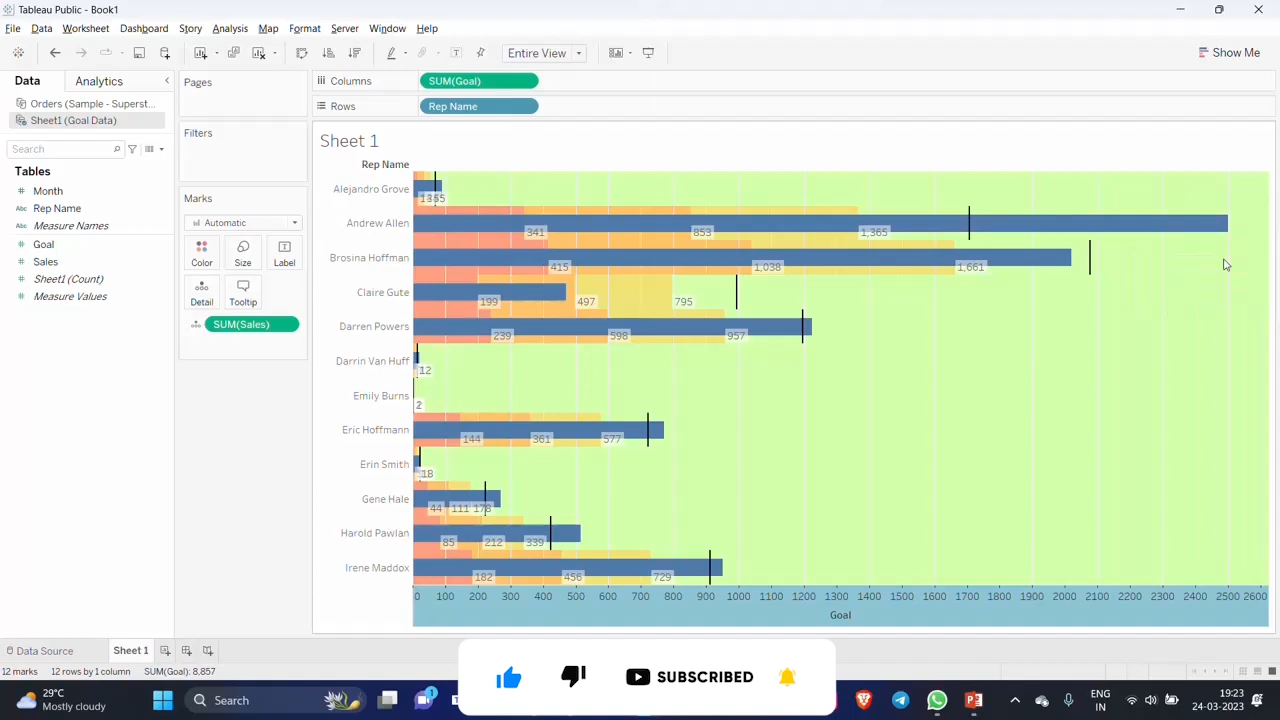 Tableau Public - Book1
File Data Worksheet Dashboard Story Analysis Map Format Server Window Help
Entire View
Show Me
Data Analytics
Pages
Columns SUM(Goal)
Orders (Sample - Superst...
Sheet1 (Goal Data)
Rows Rep Name
Search
Filters
Sheet 1
Tables
Rep Name
Month
Abc Rep Name
Abc Measure Names
Goal
Sales
Sheet1 (Count)
Measure Values
Marks
Automatic
Color Size Label
Detail Tooltip
SUM(Sales)
Alejandro Grove
Andrew Allen
341 853 1,365
Brosina Hoffman
415 1,038 1,661
Claire Gute
199 497 795
Darren Powers
239 598 957
Darrin Van Huff
12
Emily Burns
2
Eric Hoffmann
144 361 577
Erin Smith
Gene Hale
44 111 178
Harold Pawlan
85 212 339
Irene Maddox
182 456 729
0 100 200 300 400 500 600 700 800 900 1000 1100 1200 1300 1400 1500 1600 1700 1800 1900 2000 2100 2200 2300 2400 2500 2600
Goal
Data Source Sheet 1
12 marks 12 rows by 1 column SUM(Goal): 8,857
SUBSCRIBED
29°C
Mostly cloudy
Search
1
ENG
IN
19:23
24-03-2023